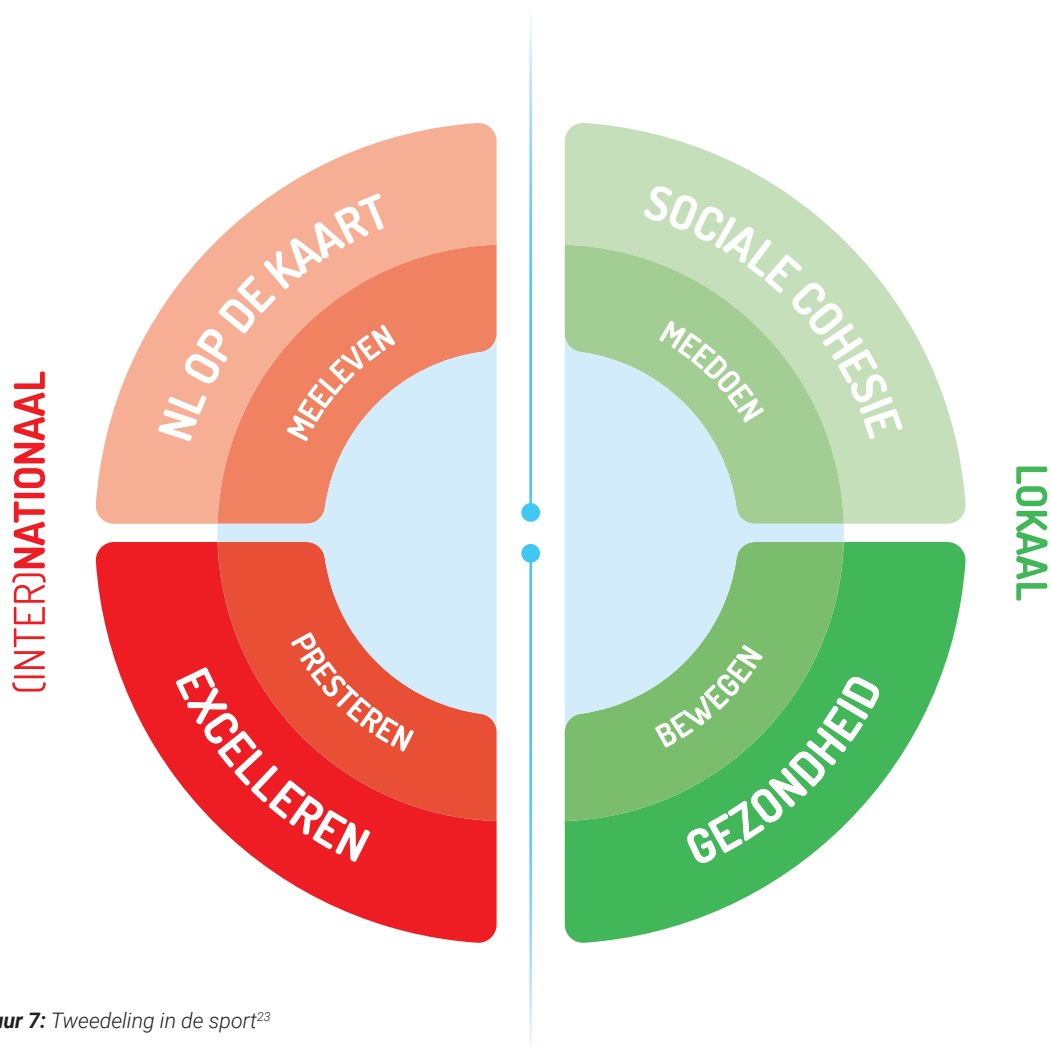 NL OP DE KAART
MEELEVEN
SOCIALE COHESIE
MEEDOEN
(INTER)NATIONAAL
LOKAAL
PRESTEREN
EXCELLEREN
BEWEGEN
GEZONDHEID
uur 7: Tweedeling in de sport²³